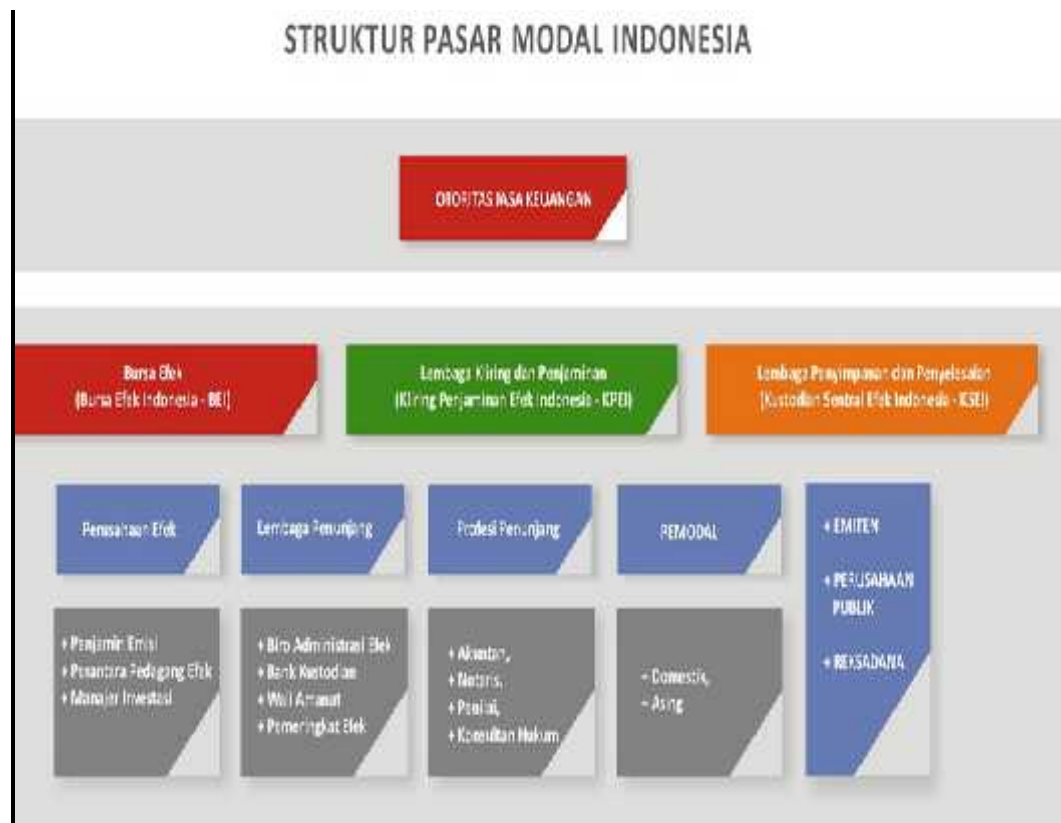 STRUKTUR PASAR MODAL INDONESIA
OTORITAS JASA KEUANGAN
Bursa Efek
(Bursa Efek Indonesia - BEI)
Lembaga Kliring dan Penjaminan
(Kliring Penjaminan Efek Indonesia - KPEI)
Lembaga Penyimpanan dan Penyelesaian
(Kustodian Sentral Efek Indonesia - KSEI)
Perusahaan Efek
Lembaga Penunjang
Profesi Penunjang
PEMODAL
+ EMITEN
+ PERUSAHAAN
PUBLIK
+ REKSADANA
+ Penjamin Emisi
+ Perantara Pedagang Efek
+ Manajer Investasi
+ Biro Administrasi Efek
+ Bank Kustodian
+ Wali Amanat
+ Pemeringkat Efek
+ Akuntan,
+ Notaris,
+ Penilai,
+ Konsultan Hukum
– Domestik,
– Asing